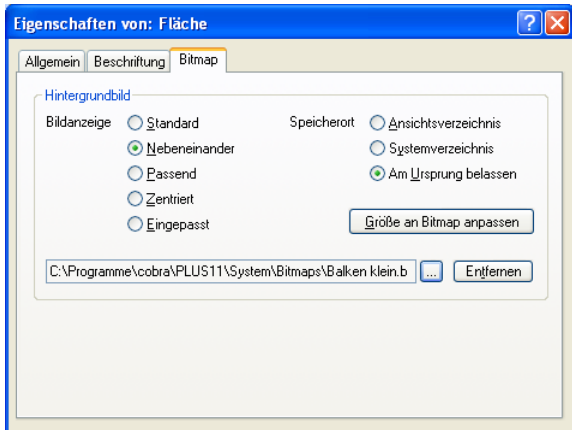 Eigenschaften von: Fläche
Allgemein Beschriftung Bitmap
Hintergrundbild
Bildanzeige Standard Speicherort Ansichtsverzeichnis
Nebeneinander Systemverzeichnis
Passend Am Ursprung belassen
Zentriert
Eingepasst Größe an Bitmap anpassen
C:\Programme\cobra\PLUS11\System\Bitmaps\Balken klein.b ... Entfernen